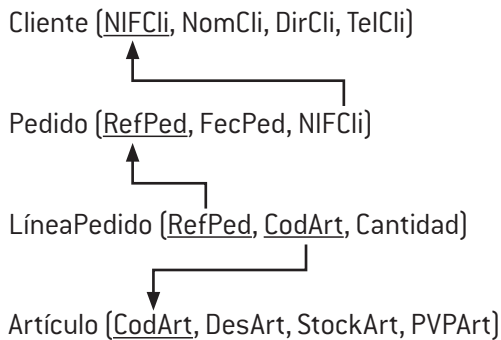 Cliente (NIFCli, NomCli, DirCli, TelCli)
Pedido (RefPed, FecPed, NIFCli)
LíneaPedido (RefPed, CodArt, Cantidad)
Artículo (CodArt, DesArt, StockArt, PVPArt)